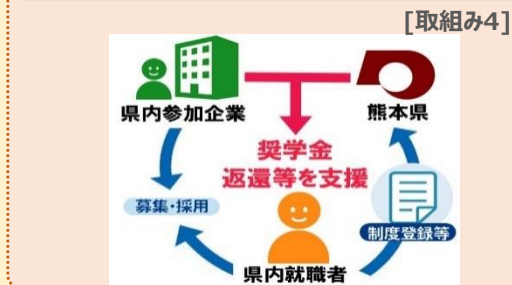 [取組み4]
県内参加企業
熊本県
奨学金
返還等を支援
募集・採用
制度登録等
県内就職者